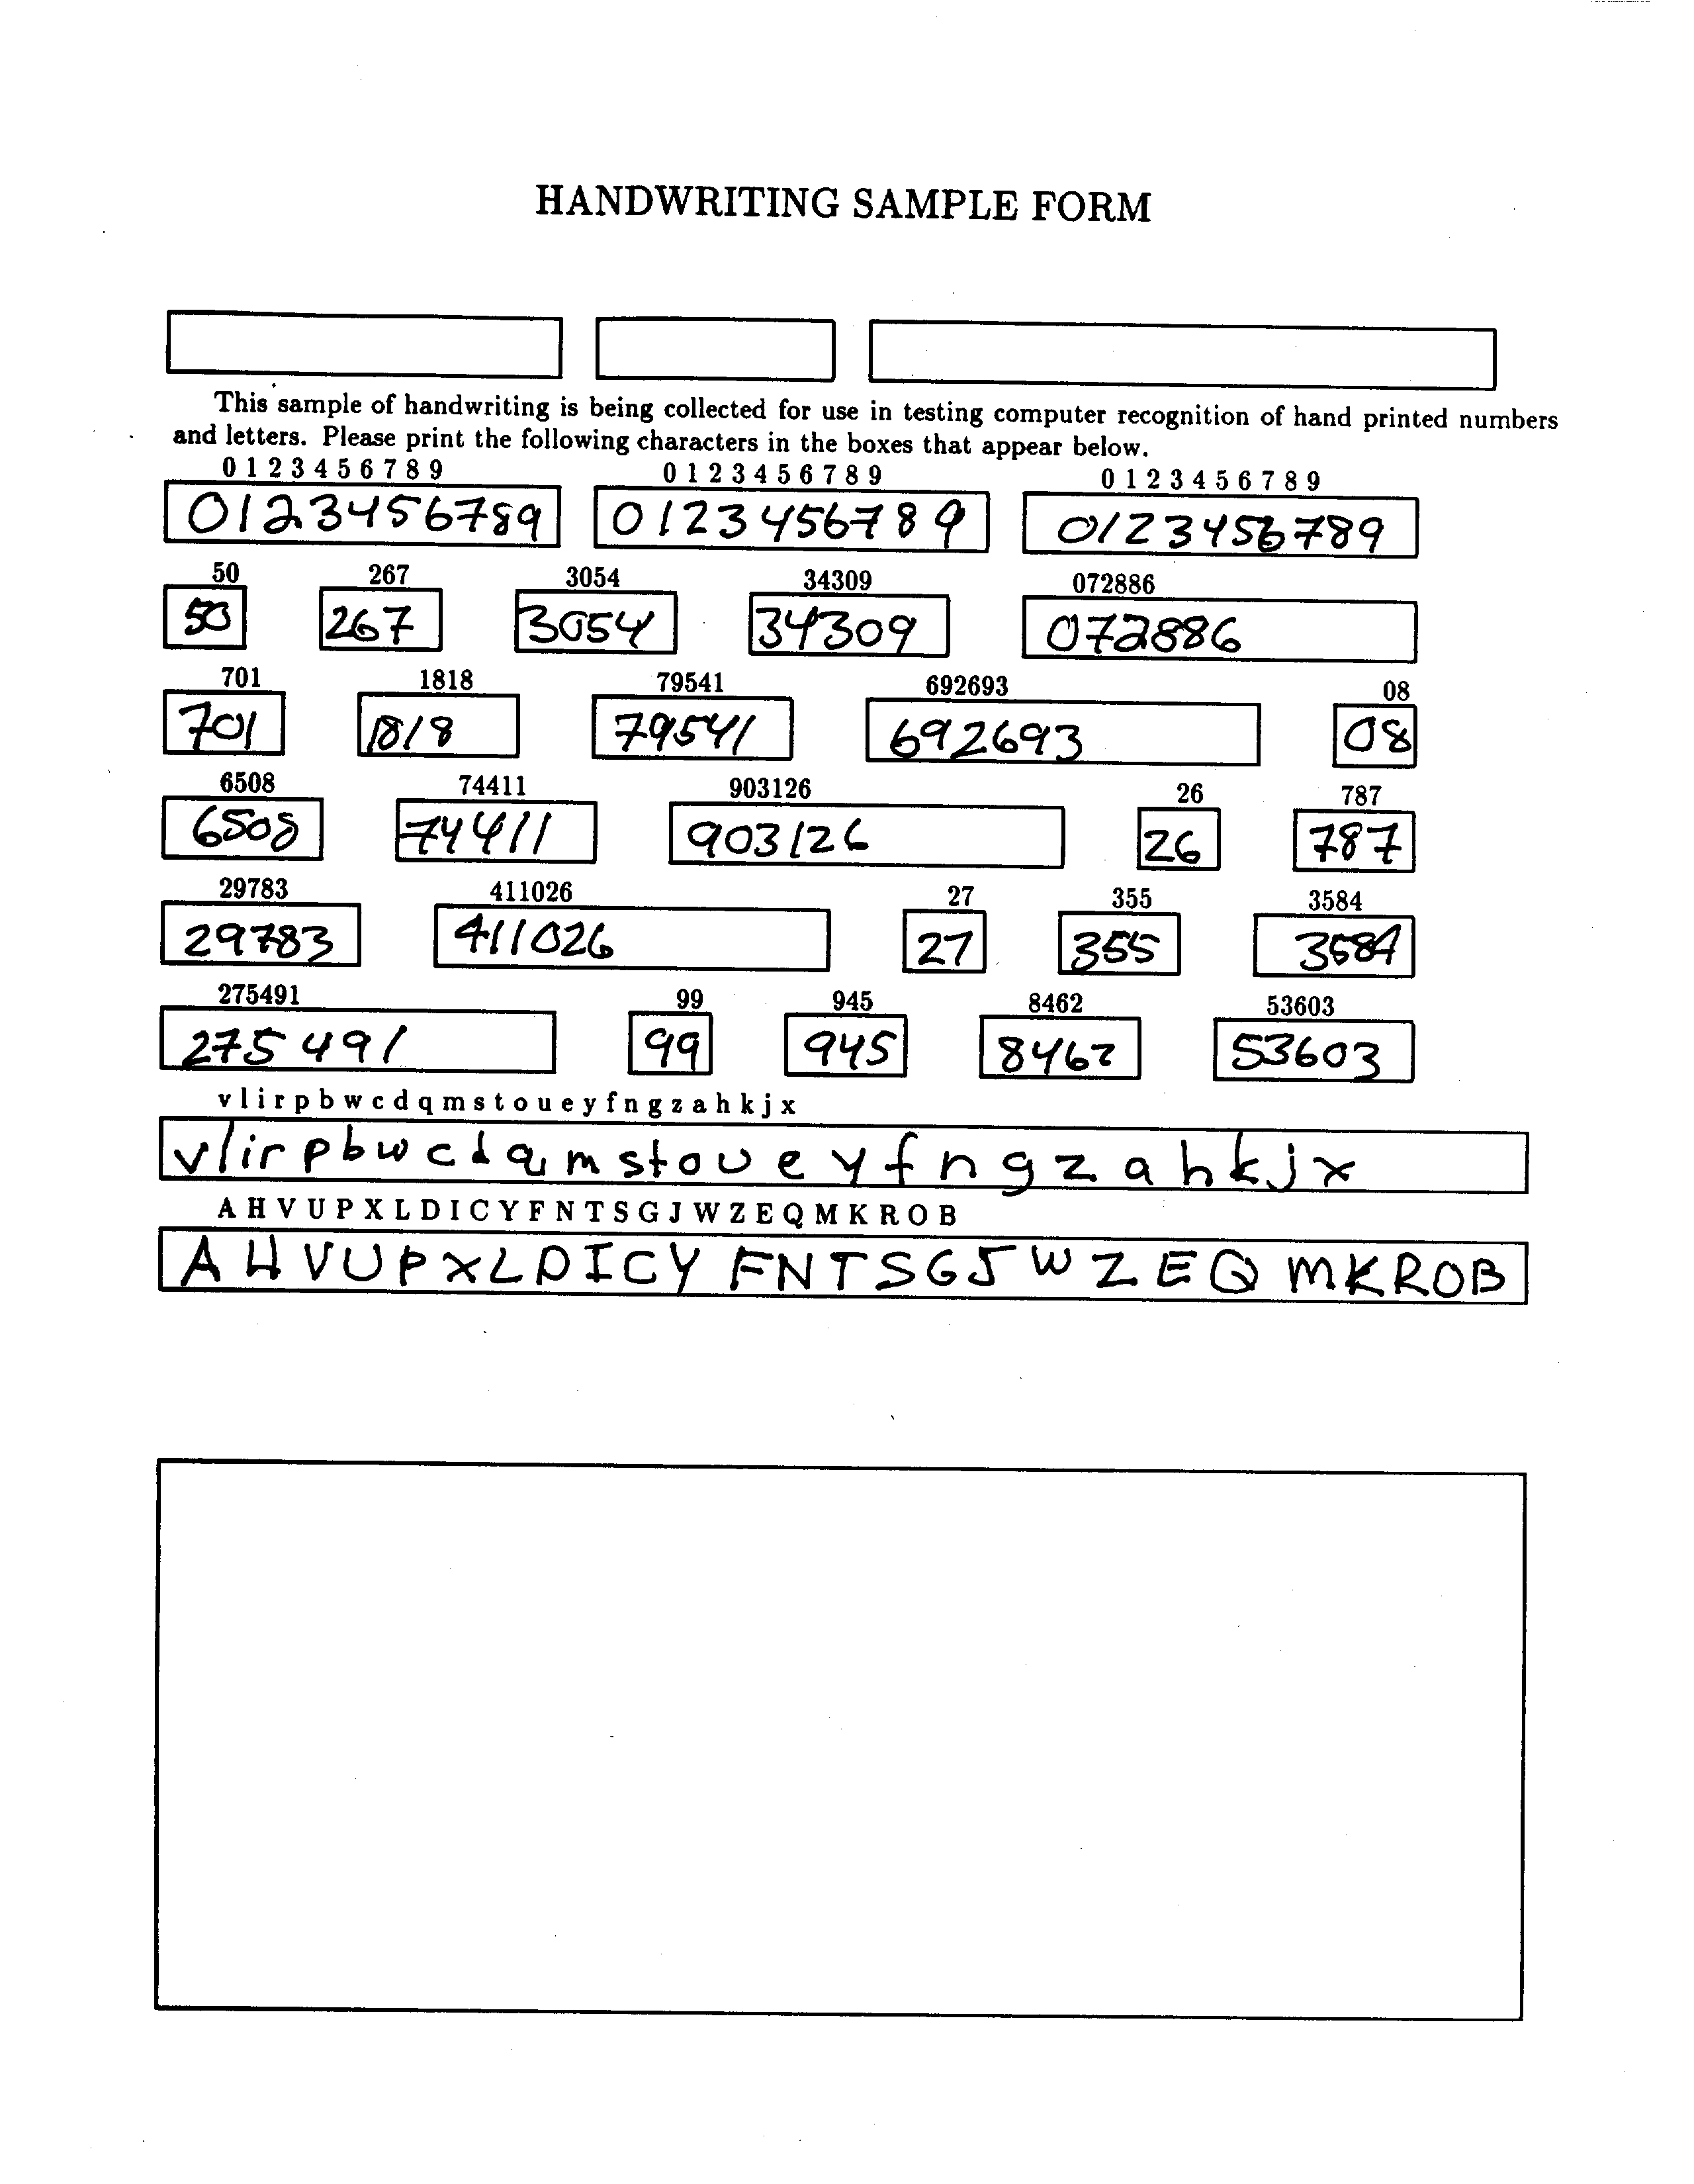 HANDWRITING SAMPLE FORM
This sample of handwriting is being collected for use in testing computer recognition of hand printed numbers
and letters. Please print the following characters in the boxes that appear below.
0 1 2 3 4 5 6 7 8 9 0 1 2 3 4 5 6 7 8 9 0 1 2 3 4 5 6 7 8 9
0123456789 0123456789 0123456789
50 267 3054 34309 072886
50 267 3054 34309 072886
701 1818 79541 692693 08
701 1818 79541 692693 08
6508 74411 903126 26 787
6508 74411 903126 26 787
29783 411026 27 355 3584
29783 411026 27 355 3584
275491 99 945 8462 53603
275491 99 945 8462 53603
v l i r p b w c d q m s t o u e y f n g z a h k j x
v l i r p b w c d q m s t o u e y f n g z a h k j x
A H V U P X L D I C Y F N T S G J W Z E Q M K R O B
A H V U P X L D I C Y F N T S G J W Z E Q M K R O B